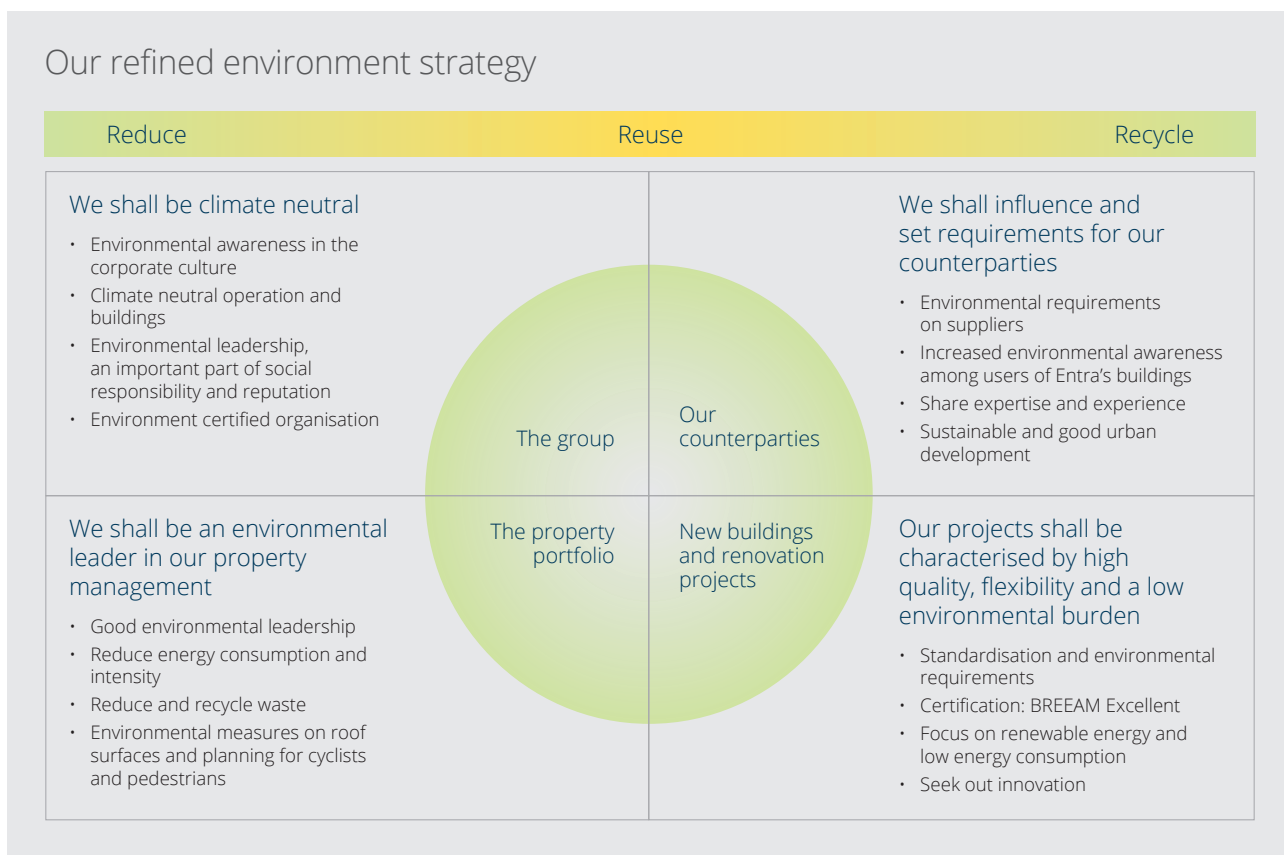 Our refined environment strategy
Reduce
Reuse
Recycle
We shall be climate neutral
• Environmental awareness in the
corporate culture
• Climate neutral operation and
buildings
• Environmental leadership,
an important part of social
responsibility and reputation
• Environment certified organisation
The group
Our
counterparties
We shall influence and
set requirements for our
counterparties
• Environmental requirements
on suppliers
• Increased environmental awareness
among users of Entra's buildings
• Share expertise and experience
• Sustainable and good urban
development
We shall be an environmental
leader in our property
management
• Good environmental leadership
• Reduce energy consumption and
intensity
• Reduce and recycle waste
• Environmental measures on roof
surfaces and planning for cyclists
and pedestrians
The property
portfolio
New buildings
and renovation
projects
Our projects shall be
characterised by high
quality, flexibility and a low
environmental burden
• Standardisation and environmental
requirements
• Certification: BREEAM Excellent
• Focus on renewable energy and
low energy consumption
• Seek out innovation